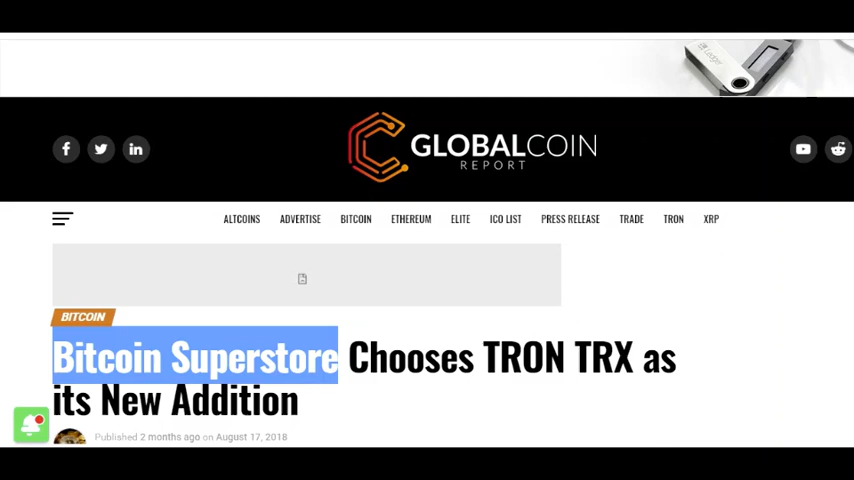 Ledger
GLOBALCOIN
REPORT
ALTCOINS ADVERTISE BITCOIN ETHEREUM ELITE ICO LIST PRESS RELEASE TRADE TRON XRP
BITCOIN
Bitcoin Superstore Chooses TRON TRX as
its New Addition
Published 2 months ago on August 17, 2018